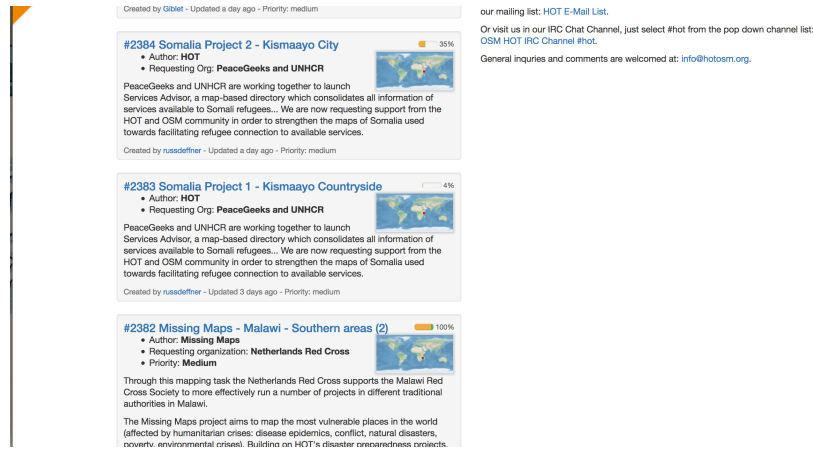 Created by Giblet - Updated a day ago - Priority: medium
#2384 Somalia Project 2 - Kismaayo City
35%
• Author: HOT
• Requesting Org: PeaceGeeks and UNHCR
PeaceGeeks and UNHCR are working together to launch
Services Advisor, a map-based directory which consolidates all information of
services available to Somali refugees... We are now requesting support from the
HOT and OSM community in order to strengthen the maps of Somalia used
towards facilitating refugee connection to available services.
Created by russdeffner - Updated a day ago - Priority: medium
#2383 Somalia Project 1 - Kismaayo Countryside
4%
• Author: HOT
• Requesting Org: PeaceGeeks and UNHCR
PeaceGeeks and UNHCR are working together to launch
Services Advisor, a map-based directory which consolidates all information of
services available to Somali refugees... We are now requesting support from the
HOT and OSM community in order to strengthen the maps of Somalia used
towards facilitating refugee connection to available services.
Created by russdeffner - Updated 3 days ago - Priority: medium
#2382 Missing Maps - Malawi - Southern areas (2)
100%
• Author: Missing Maps
• Requesting organization: Netherlands Red Cross
• Priority: Medium
Through this mapping task the Netherlands Red Cross supports the Malawi Red
Cross Society to more effectively run a number of projects in different traditional
authorities in Malawi.
The Missing Maps project aims to map the most vulnerable places in the world
(affected by humanitarian crises: disease epidemics, conflict, natural disasters,
poverty, environmental crises). Building on HOT's disaster preparedness projects,
our mailing list: HOT E-Mail List.
Or visit us in our IRC Chat Channel, just select #hot from the pop down channel list:
OSM HOT IRC Channel #hot.
General inquries and comments are welcomed at: info@hotosm.org.